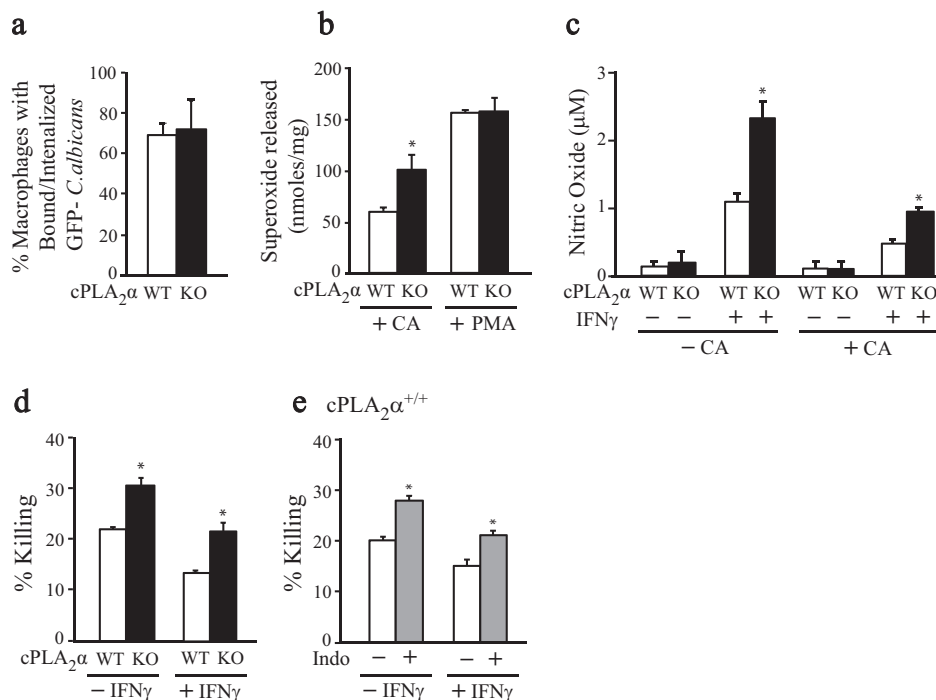 a
% Macrophages with
Bound/Intenalized
GFP- C.albicans
100
80
60
40
20
0
cPLA₂α WT KO
b
Superoxide released
(nmoles/mg)
200
150
100
50
0
*
cPLA₂α WT KO WT KO
+ CA + PMA
c
Nitric Oxide (μM)
3
2
1
0
*
*
cPLA₂α WT KO WT KO WT KO WT KO
IFNγ − − + + − − + +
− CA + CA
d
% Killing
40
30
20
10
0
*
*
cPLA₂α WT KO WT KO
− IFNγ + IFNγ
e cPLA₂α⁺/⁺
% Killing
40
30
20
10
0
*
*
Indo − + − +
− IFNγ + IFNγ